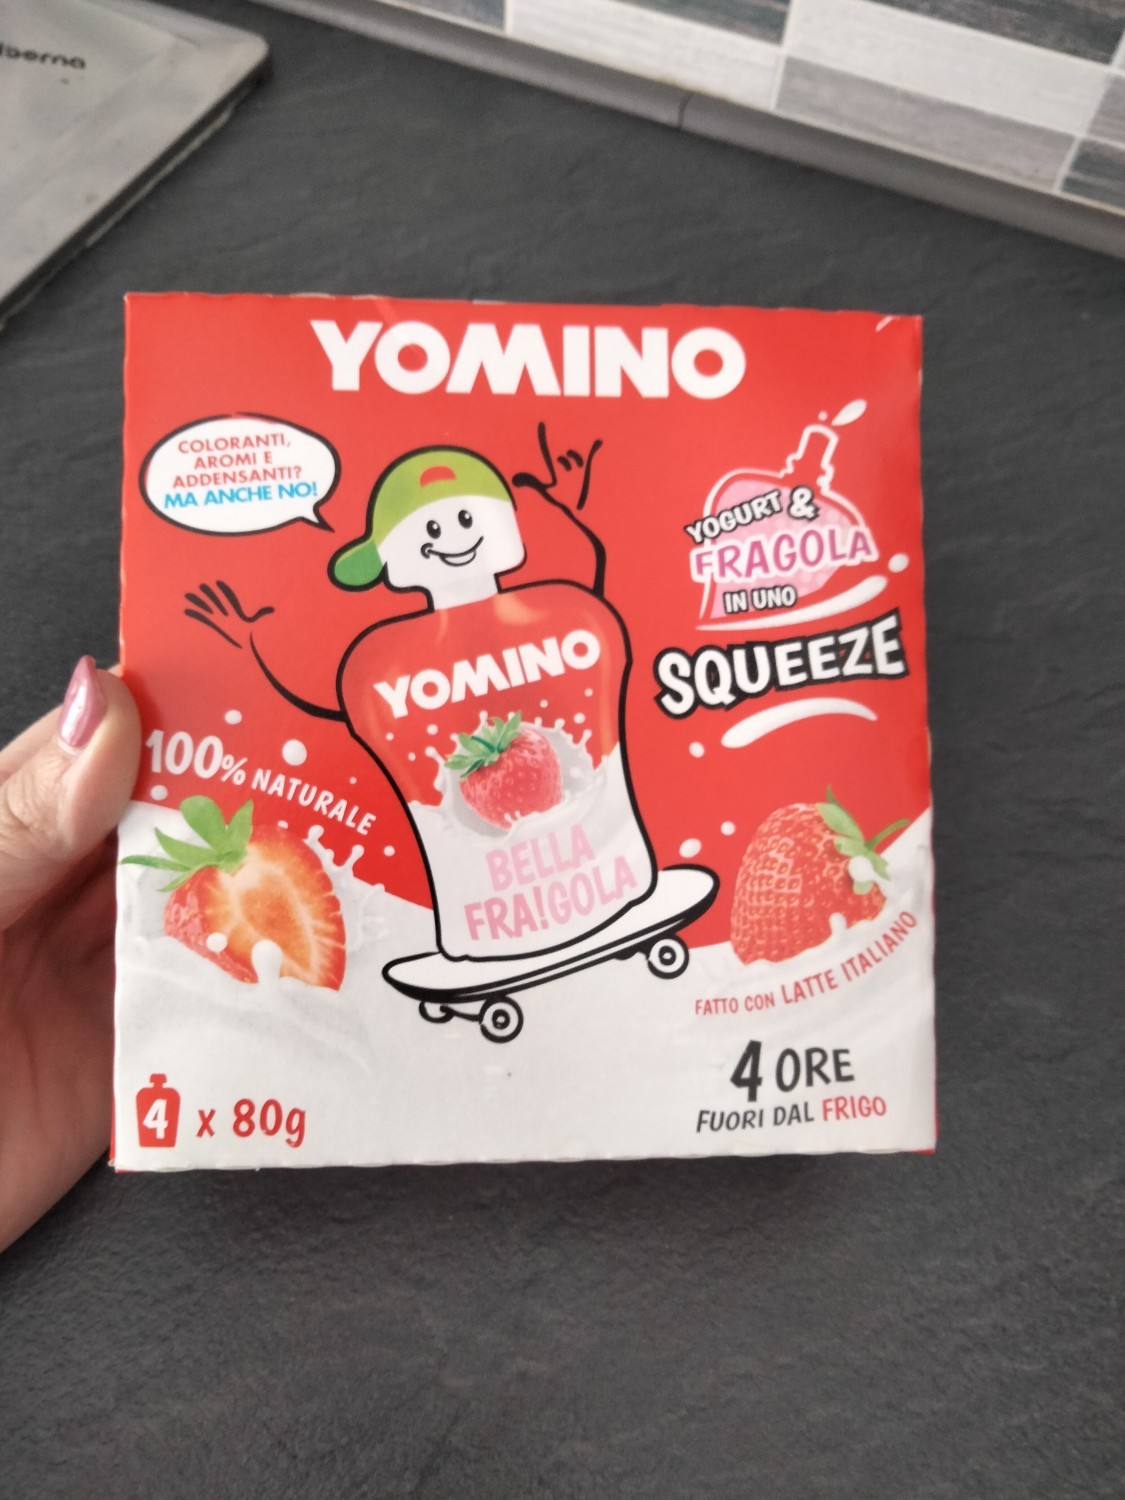 YOMINO
COLORANTI,
AROMI E
ADDENSANTI?
MA ANCHE NO!
YOGURT &
FRAGOLA
IN UNO
SQUEEZE
YOMINO
BELLA
FRA!GOLA
100% NATURALE
FATTO CON LATTE ITALIANO
4 x 80g
4 ORE
FUORI DAL FRIGO